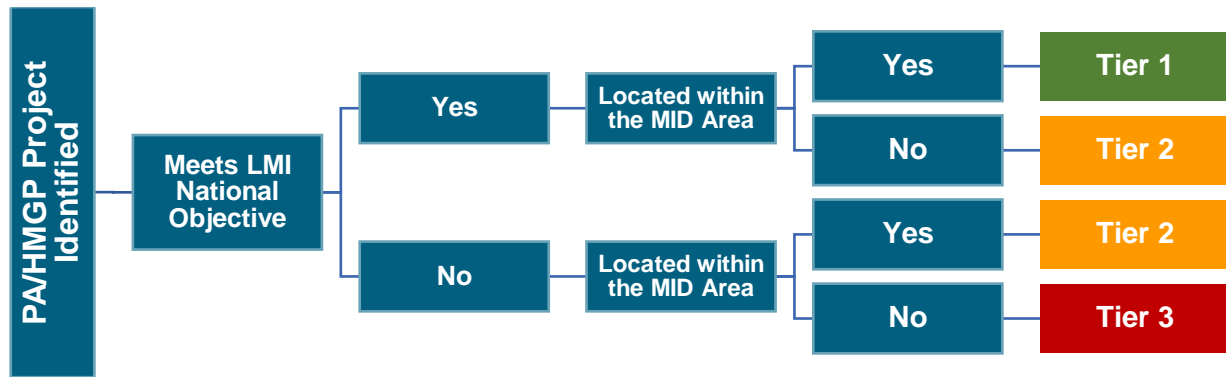 PA/HMGP Project
Identified
Meets LMI
National
Objective
Yes
Located within
the MID Area
Yes
Tier 1
No
Tier 2
No
Located within
the MID Area
Yes
Tier 2
No
Tier 3